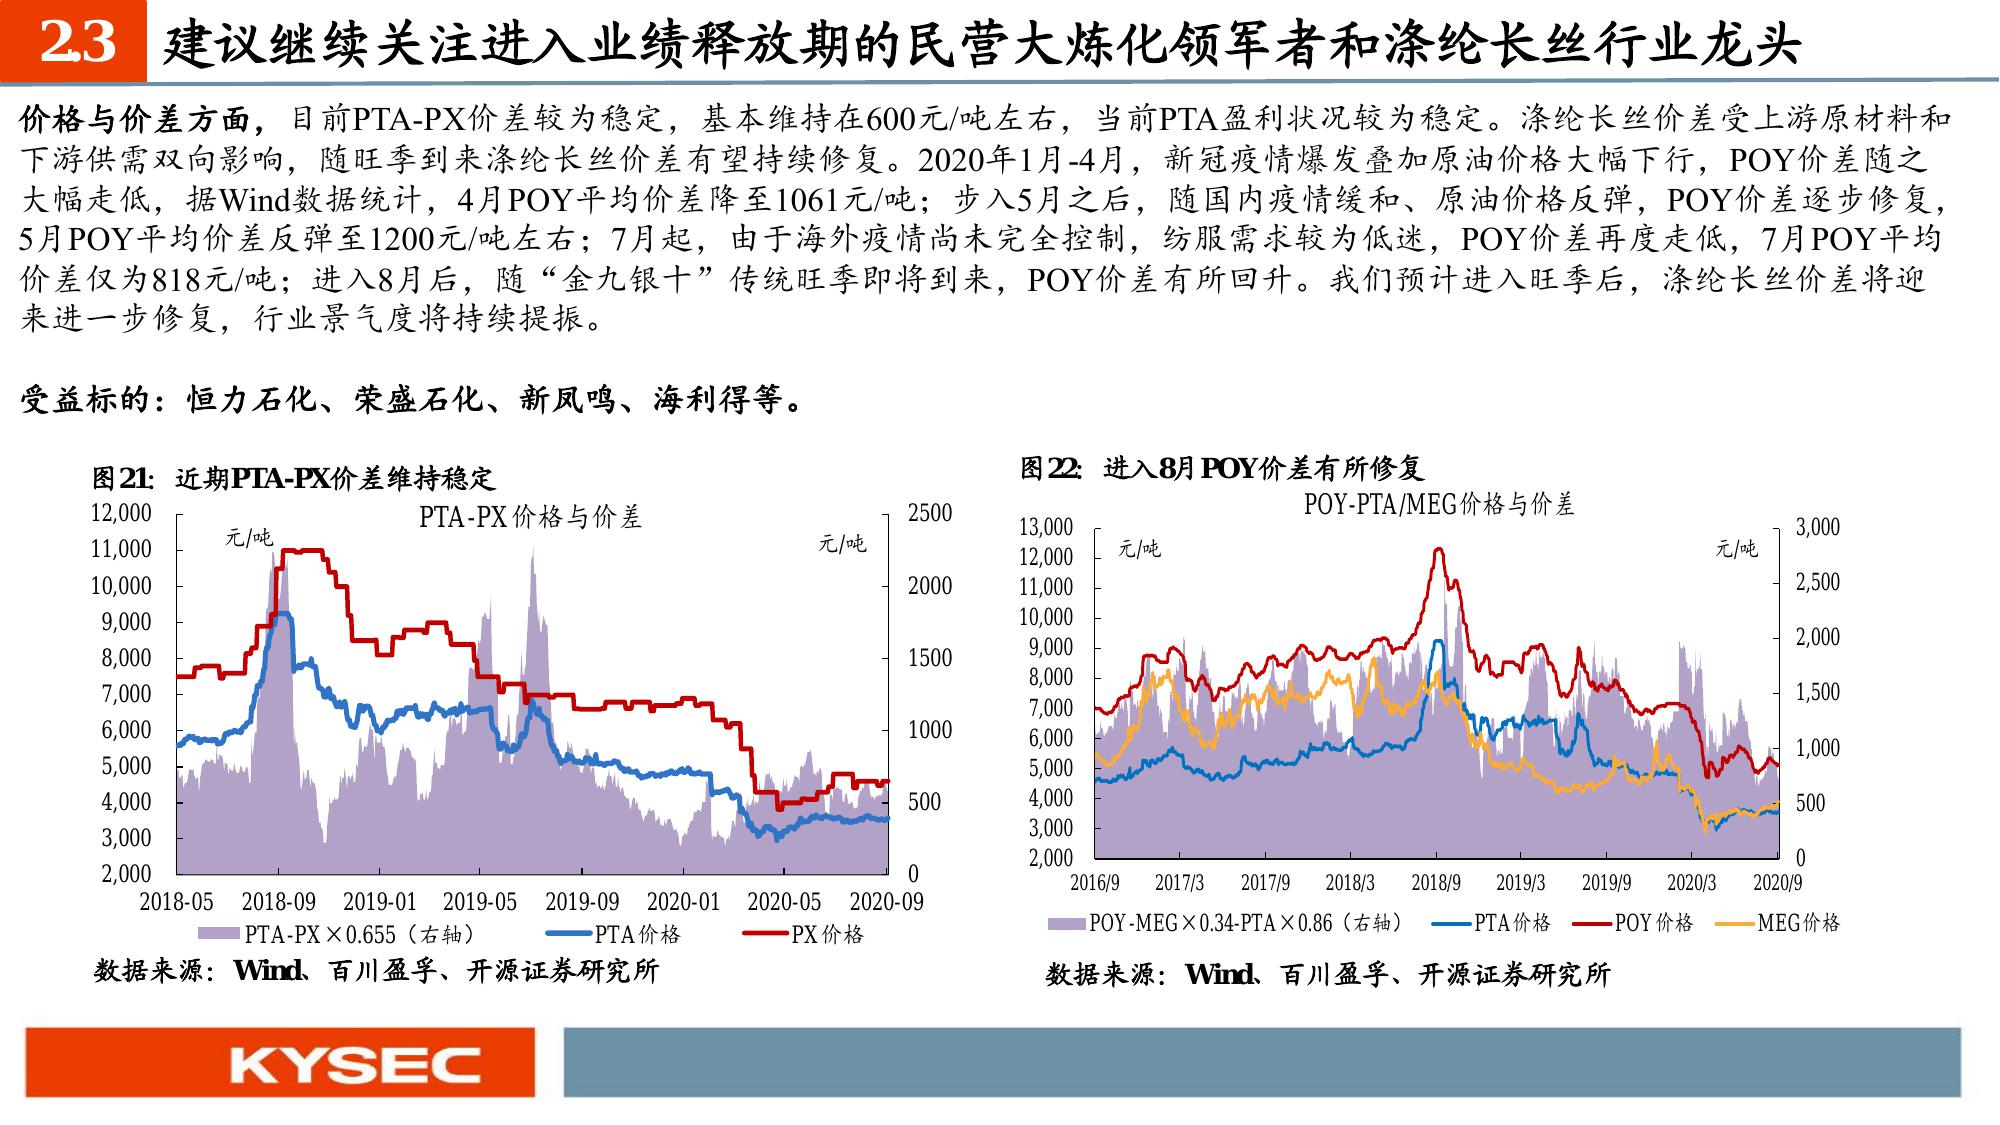 2.3 建议继续关注进入业绩释放期的民营大炼化领军者和涤纶长丝行业龙头
价格与价差方面，目前PTA-PX价差较为稳定，基本维持在600元/吨左右，当前PTA盈利状况较为稳定。涤纶长丝价差受上游原材料和
下游供需双向影响，随旺季到来涤纶长丝价差有望持续修复。2020年1月-4月，新冠疫情爆发叠加原油价格大幅下行，POY价差随之
大幅走低，据Wind数据统计，4月POY平均价差降至1061元/吨；步入5月之后，随国内疫情缓和、原油价格反弹，POY价差逐步修复，
5月POY平均价差反弹至1200元/吨左右；7月起，由于海外疫情尚未完全控制，纺服需求较为低迷，POY价差再度走低，7月POY平均
价差仅为818元/吨；进入8月后，随“金九银十”传统旺季即将到来，POY价差有所回升。我们预计进入旺季后，涤纶长丝价差将迎
来进一步修复，行业景气度将持续提振。
受益标的：恒力石化、荣盛石化、新凤鸣、海利得等。
图21：近期PTA-PX价差维持稳定
PTA-PX价格与价差
元/吨
元/吨
12,000
11,000
10,000
9,000
8,000
7,000
6,000
5,000
4,000
3,000
2,000
2500
2000
1500
1000
500
0
2018-05 2018-09 2019-01 2019-05 2019-09 2020-01 2020-05 2020-09
PTA-PX×0.655（右轴） PTA价格 PX价格
数据来源：Wind、百川盈孚、开源证券研究所
图22：进入8月POY价差有所修复
POY-PTA/MEG价格与价差
元/吨
元/吨
13,000
12,000
11,000
10,000
9,000
8,000
7,000
6,000
5,000
4,000
3,000
2,000
3,000
2,500
2,000
1,500
1,000
500
0
2016/9 2017/3 2017/9 2018/3 2018/9 2019/3 2019/9 2020/3 2020/9
POY-MEG×0.34-PTA×0.86（右轴） PTA价格 POY价格 MEG价格
数据来源：Wind、百川盈孚、开源证券研究所
KYSEC